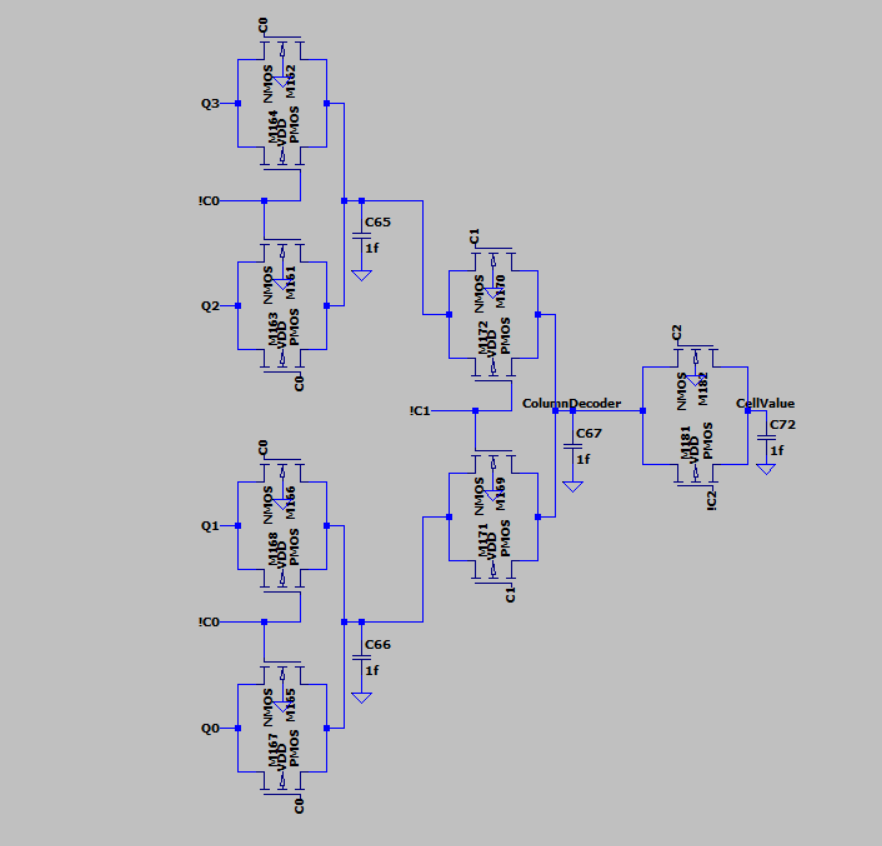 C0
NMOS
M162
Q3
M164
VDD
PMOS
!C0
C65
1f
NMOS
M161
Q2
M163
VDD
PMOS
C0
C1
NMOS
M170
M172
VDD
PMOS
!C1
ColumnDecoder
C67
1f
C2
NMOS
M182
CellValue
C72
1f
M181
VDD
PMOS
!C2
C0
NMOS
M166
Q1
M168
VDD
PMOS
!C0
C66
1f
NMOS
M169
M171
VDD
PMOS
C1
NMOS
M165
Q0
M167
VDD
PMOS
C0